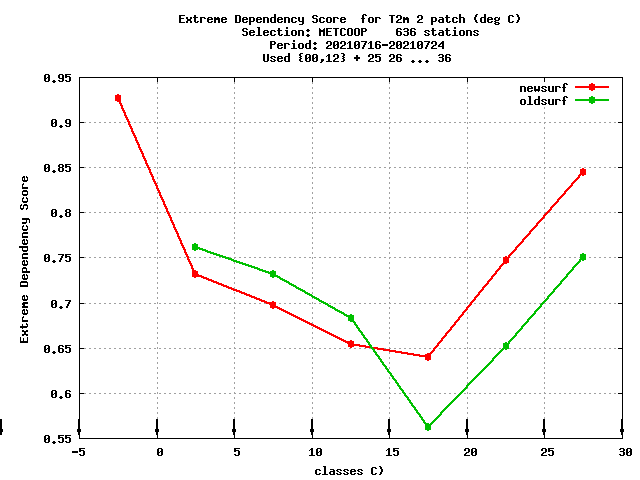 Extreme Dependency Score  for T2m 2 patch (deg C)
Selection: METCOOP    636 stations
Period: 20210716-20210724
Used {00,12} + 25 26 ... 36
newsurf
oldsurf
0.95
0.9
0.85
0.8
0.75
0.7
0.65
0.6
0.55
Extreme Dependency Score
-5 0 5 10 15 20 25 30
classes C)